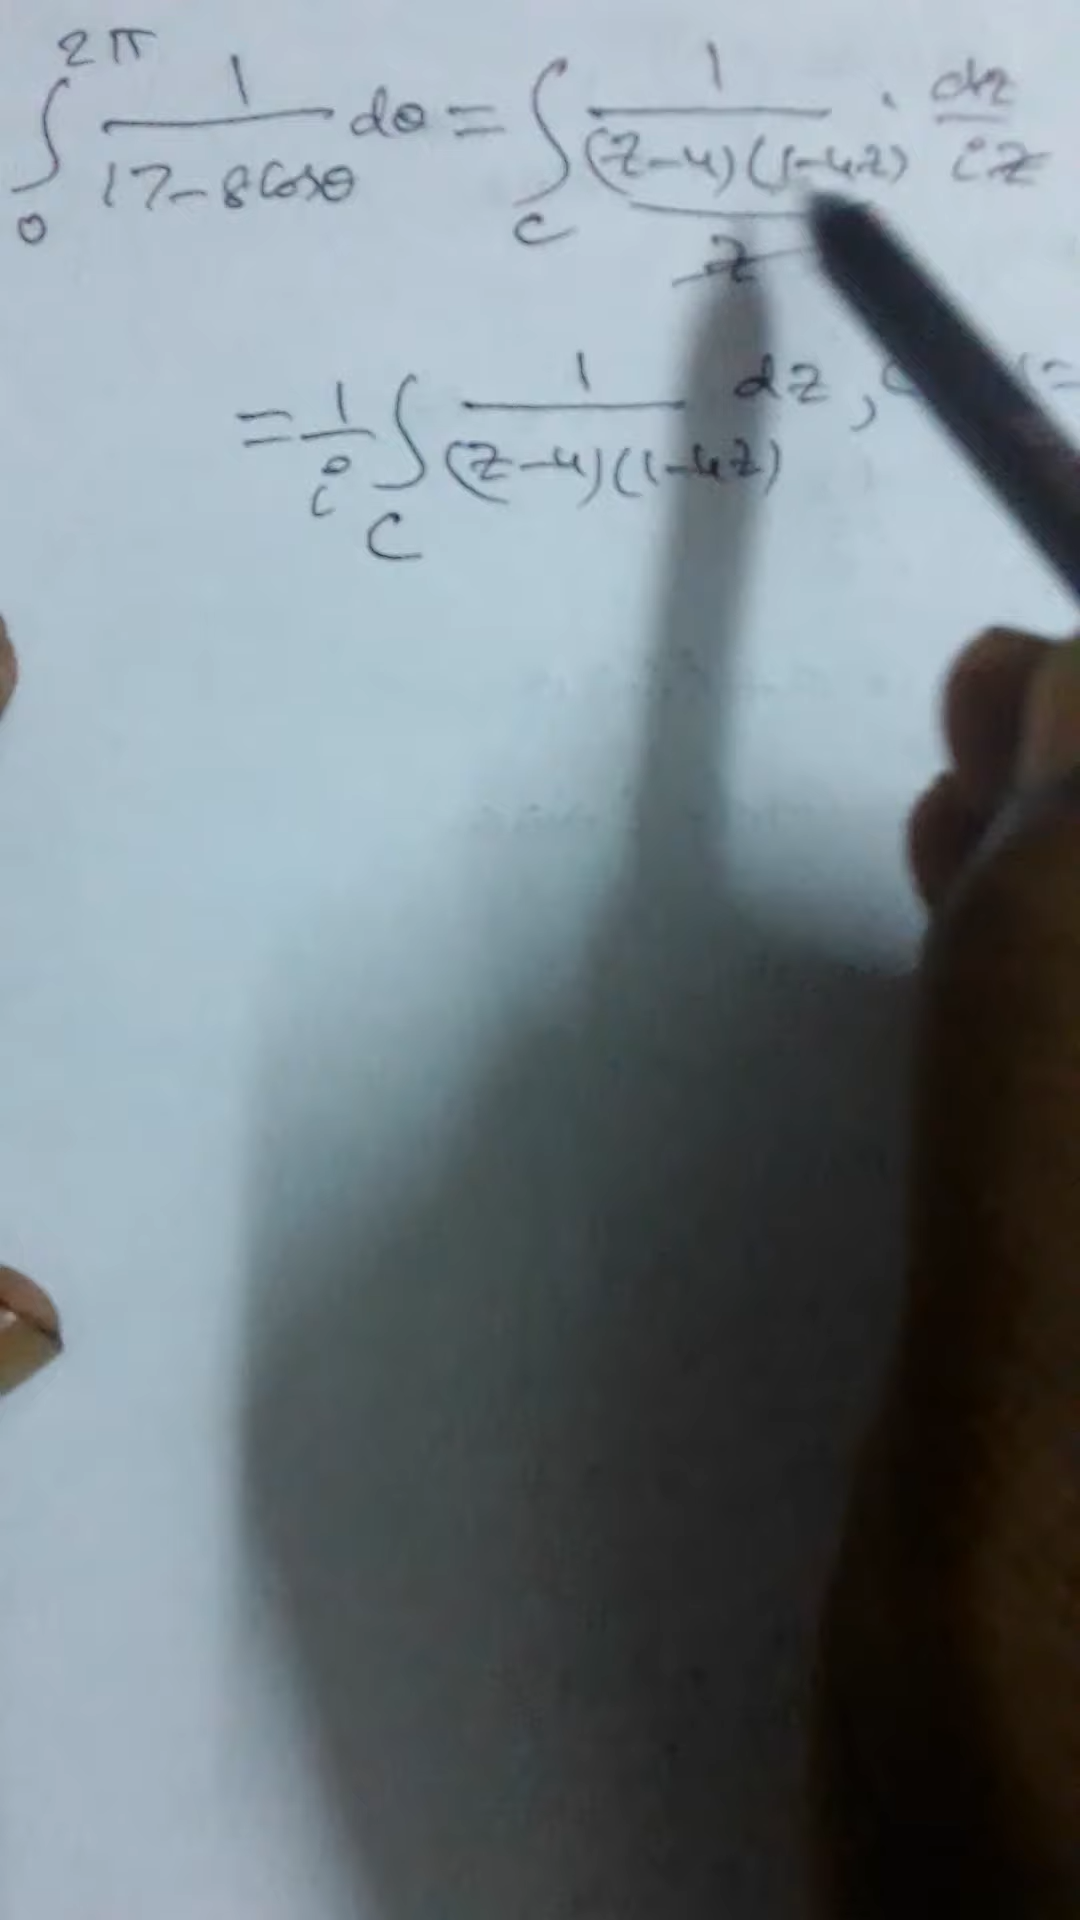 ∫₀^{2π} 1/(17-8Cosθ) dθ = ∫_C 1/((z-4)(1-4z)/z) · dz/iz
= 1/i ∫_C 1/((z-4)(1-4z)) dz,